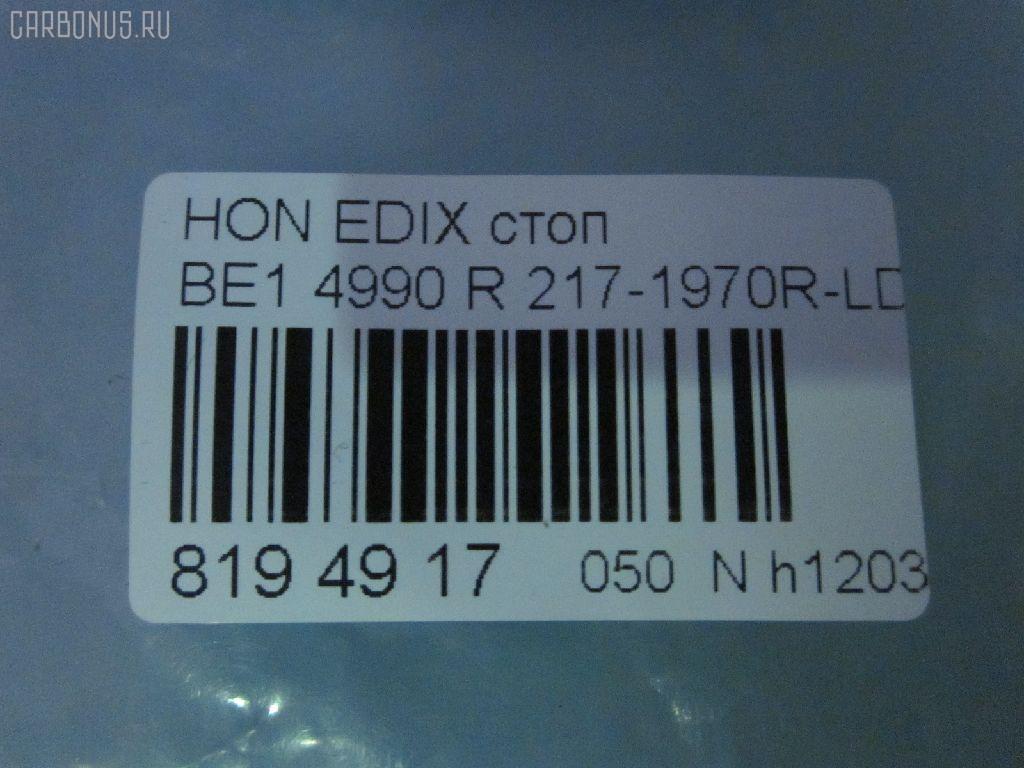 CARBONUS.RU
HON EDIX стоп
BE1 4990 R 217-1970R-LD
819 49 17 050 N h1203